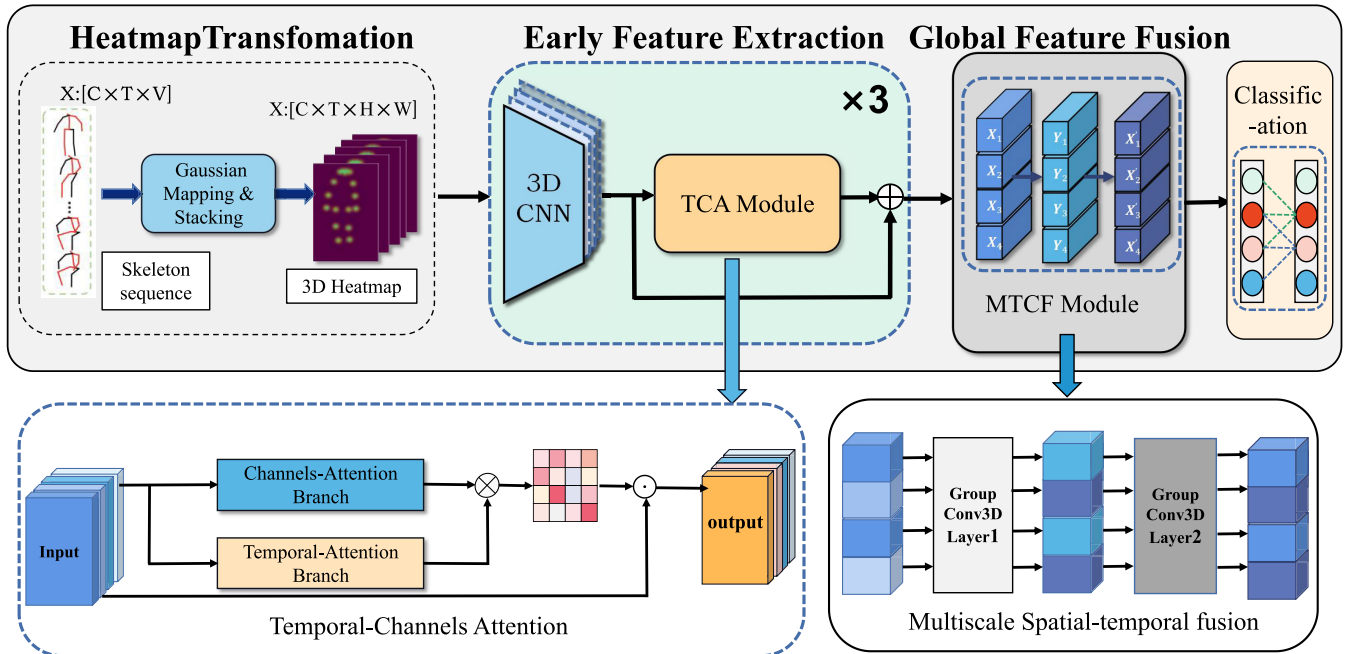 HeatmapTransfomation
Early Feature Extraction
Global Feature Fusion
X:[C×T×V]
X:[C×T×H×W]
Gaussian
Mapping &
Stacking
Skeleton
sequence
3D Heatmap
3D
CNN
TCA Module
×3
X₁
X₂
X₃
X₄
Y₁
Y₂
Y₃
Y₄
X₁
X₂
X₃
X₄
MTCF Module
Classific
-ation
Input
Channels-Attention
Branch
Temporal-Attention
Branch
output
Temporal-Channels Attention
Group
Conv3D
Layer1
Group
Conv3D
Layer2
Multiscale Spatial-temporal fusion